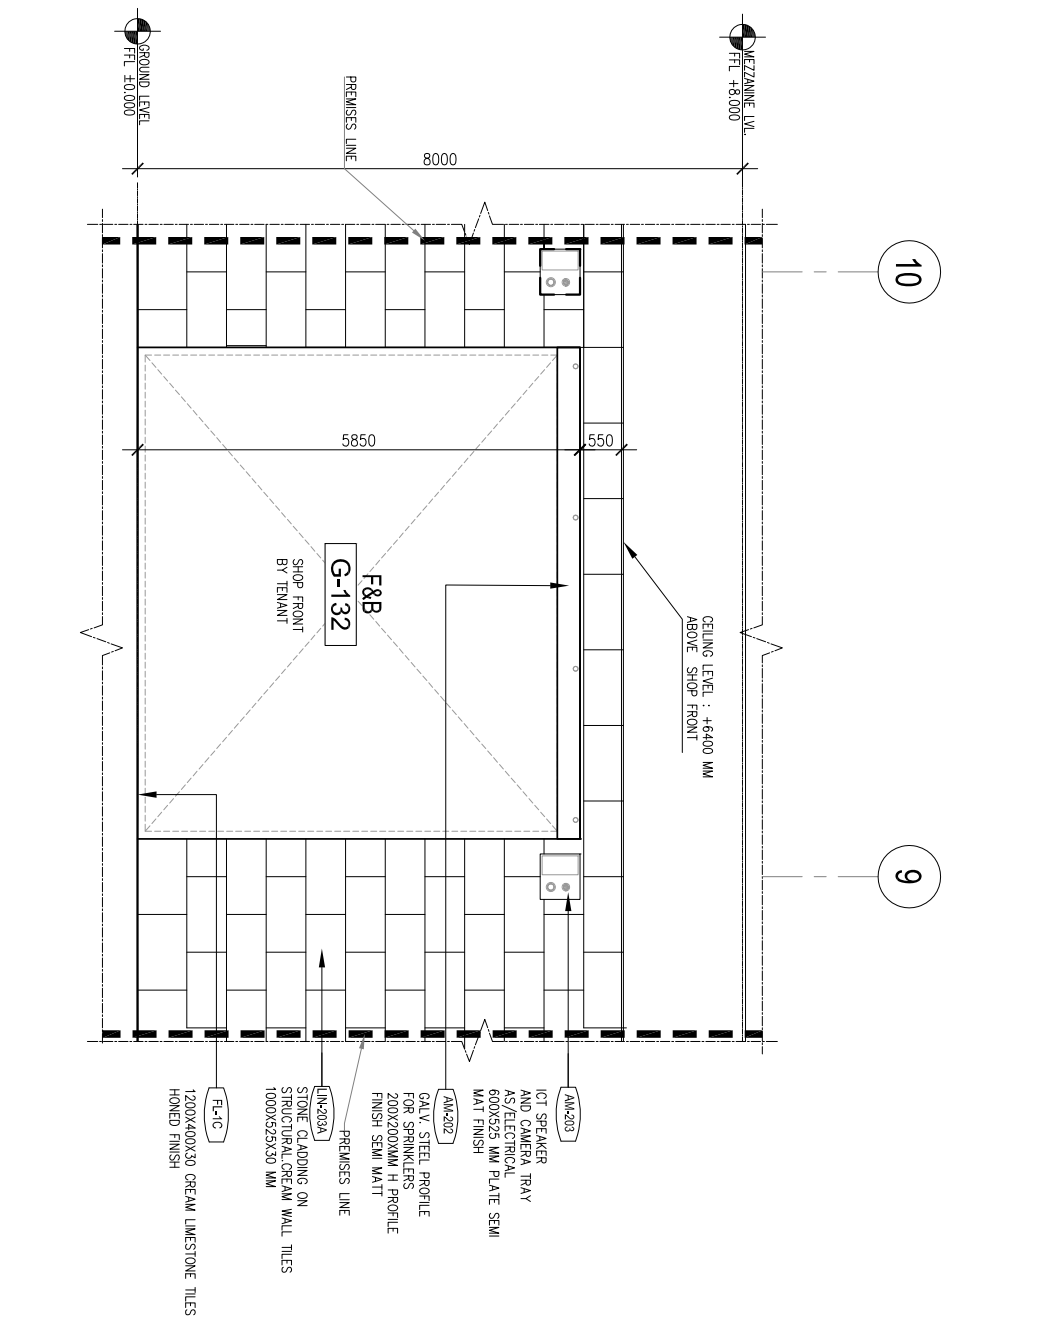 GROUND LEVEL
FFL ±0.000
MEZZANINE LVL.
FFL +8.000
PREMISES LINE
8000
10
9
5850
550
F&B
G-132
SHOP FRONT
BY TENANT
CEILING LEVEL : +6400 MM
ABOVE SHOP FRONT
AM-203
ICT SPEAKER
AND CAMERA TRAY
AS/ELECTRICAL
600X525 MM PLATE SEMI
MAT FINISH
AM-202
GALV. STEEL PROFILE
FOR SPRINKLERS
200X200XMM H PROFILE
FINISH SEMI MATT
PREMISES LINE
LIN-203A
STONE CLADDING ON
STRUCTURAL.CREAM WALL TILES
1000X525X30 MM
FL-1C
1200X400X30 CREAM LIMESTONE TILES
HONED FINISH